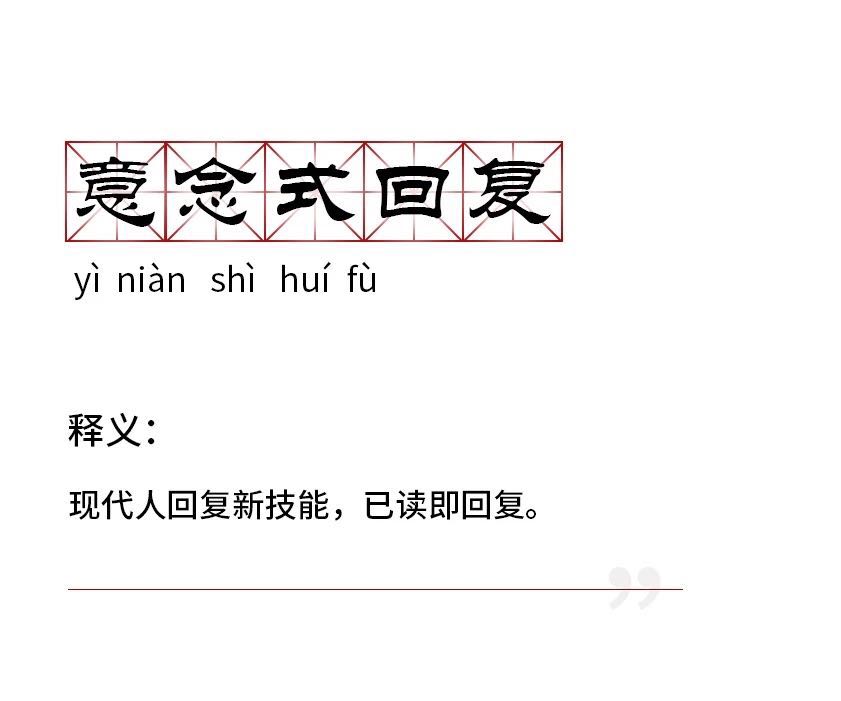 意念式回复
yì niàn shì huí fù
释义：
现代人回复新技能，已读即回复。
”